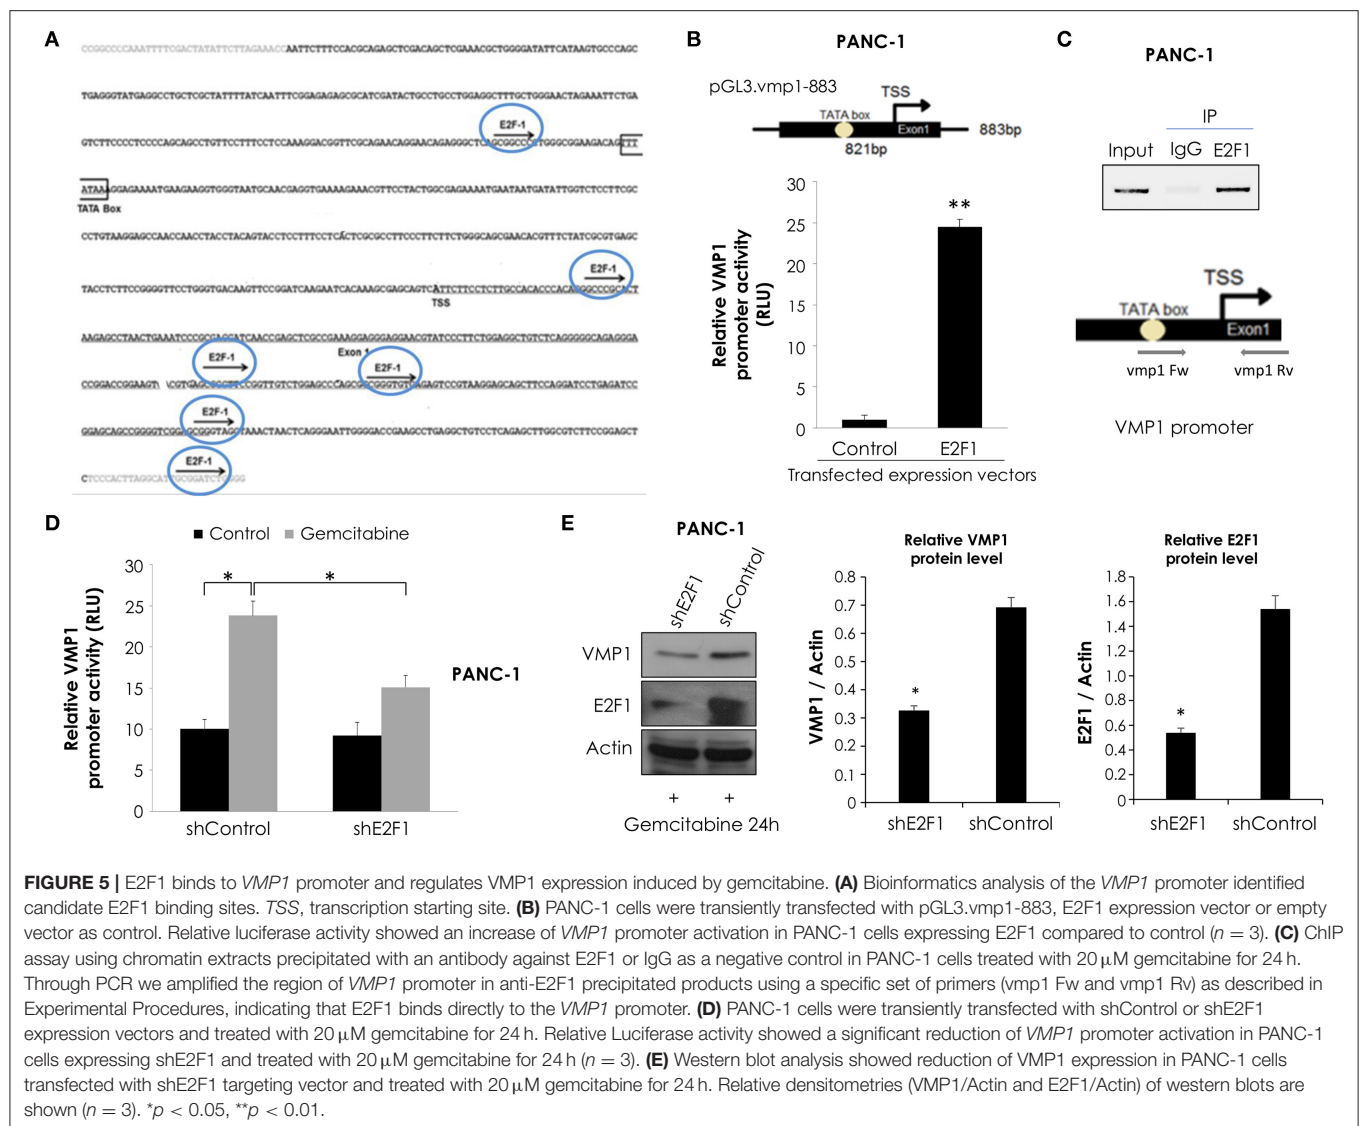 A
CCGGCCCCAAATTTTCGACTATATTCTTAGAAACCAATTCTTTCCACGCAGAGCTCGACAGCTCGAAACGCTGGGGATATTCATAAGTGCCCAGC
TGAGGGTATGAGGCCTGCTCGCTATTTTATCAATTTCGGAGAGAGCGCATCGATACTGCCTGCCTGGAGGCTTTGCTGGGAACTAGAAATTCTGA
E2F-1
GTCTTCCCCTCCCCAGCCTGTTCCTTTCCTCCAAAGGACGGTTCGCAGAACAGGAACAGAGGGCTCAGCGGCCC TGGGCGGAAGACAGTTT
ATAAAGGAGAAAATGAAGAAGGTGGGTAATGCAACGAGGTGAAAAGAAACGTTCCTACTGGCGAGAAAATGAATAATGATATTGGTCTCCTTCGC
TATA Box
CCTGTAAGGAGCCAACCAACCTACCTACAGTACCTCCTTTCCTCACTCGCGCCTTCCCTTCTTCTGGGCAGCGAACACGTTTCTATCGCGTGAGC
E2F-1
TACCTCTTCCGGGGTTCCTGGGTGACAAGTTCCGGATCAAGAATCACAAAGCGAGCAGTCATTCTTCCTCTTGCCACACCCACA GGCCCGCACT
TSS
AAGAGCCTAACTGAAATCCCGCGAGGATCAACCGAGCTCGCCGAAAGGAGCGAGGAACGTATCCCTTCTGGAGGCTGTCTCAGGGGGCAGAGGGA
E2F-1
Exon 1
E2F-1
CCGGACCGGAAGT CGTGAGCGCGTTCCGGTTGTCTGGAGCCCAGCGCGGGTGT AGAGTCCGTAAGGAGCAGCTTCCAGGATCCTGAGATCC
E2F-1
GGAGCAGCCGGGGTCGGAGCGGGTAGGTAAACTAACTCAGGGAATTGGGGACCGAAGCCTGAGCTGTCCTCAGAGCTTGGCGTCTTCCGGAGCT
E2F-1
CTCCCACTTAGGCATTGCGGATCTGGGG
B
PANC-1
pGL3.vmp1-883
TSS
TATA box
Exon1
883bp
821bp
Relative VMP1
promoter activity
(RLU)
30
25
20
15
10
5
0
**
Control
E2F1
Transfected expression vectors
C
PANC-1
IP
Input
IgG
E2F1
TSS
TATA box
Exon1
vmp1 Fw
vmp1 Rv
VMP1 promoter
D
Control
Gemcitabine
Relative VMP1
promoter activity (RLU)
30
25
20
15
10
5
0
*
*
PANC-1
shControl
shE2F1
E
PANC-1
shE2F1
shControl
VMP1
E2F1
Actin
+ +
Gemcitabine 24h
Relative VMP1
protein level
VMP1 / Actin
0.8
0.7
0.6
0.5
0.4
0.3
0.2
0.1
0
*
shE2F1
shControl
Relative E2F1
protein level
E2F1 / Actin
1.8
1.6
1.4
1.2
1.0
0.8
0.6
0.4
0.2
0
*
shE2F1
shControl
FIGURE 5 | E2F1 binds to VMP1 promoter and regulates VMP1 expression induced by gemcitabine. (A) Bioinformatics analysis of the VMP1 promoter identified
candidate E2F1 binding sites. TSS, transcription starting site. (B) PANC-1 cells were transiently transfected with pGL3.vmp1-883, E2F1 expression vector or empty
vector as control. Relative luciferase activity showed an increase of VMP1 promoter activation in PANC-1 cells expressing E2F1 compared to control (n = 3). (C) ChIP
assay using chromatin extracts precipitated with an antibody against E2F1 or IgG as a negative control in PANC-1 cells treated with 20 μM gemcitabine for 24 h.
Through PCR we amplified the region of VMP1 promoter in anti-E2F1 precipitated products using a specific set of primers (vmp1 Fw and vmp1 Rv) as described in
Experimental Procedures, indicating that E2F1 binds directly to the VMP1 promoter. (D) PANC-1 cells were transiently transfected with shControl or shE2F1
expression vectors and treated with 20 μM gemcitabine for 24 h. Relative Luciferase activity showed a significant reduction of VMP1 promoter activation in PANC-1
cells expressing shE2F1 and treated with 20 μM gemcitabine for 24 h (n = 3). (E) Western blot analysis showed reduction of VMP1 expression in PANC-1 cells
transfected with shE2F1 targeting vector and treated with 20 μM gemcitabine for 24 h. Relative densitometries (VMP1/Actin and E2F1/Actin) of western blots are
shown (n = 3). *p < 0.05, **p < 0.01.